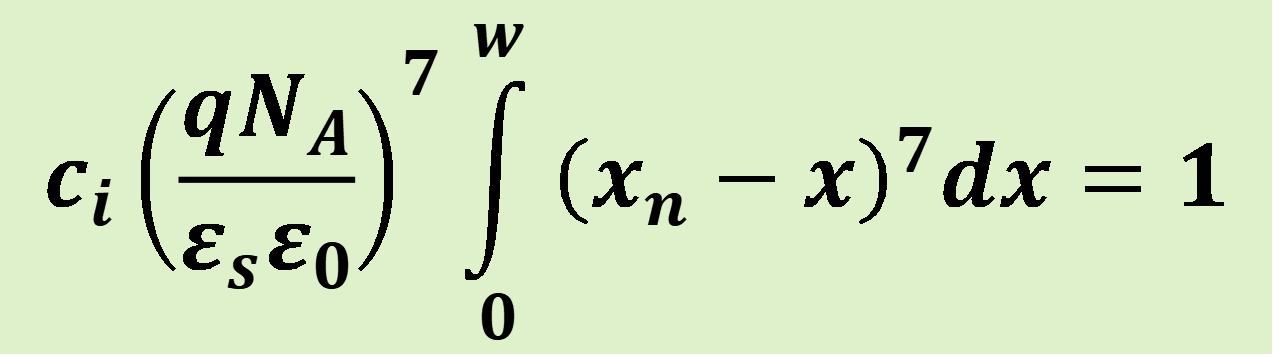 c_i (qN_A / ε_s ε_0)^7 ∫_0^w (x_n − x)^7 dx = 1